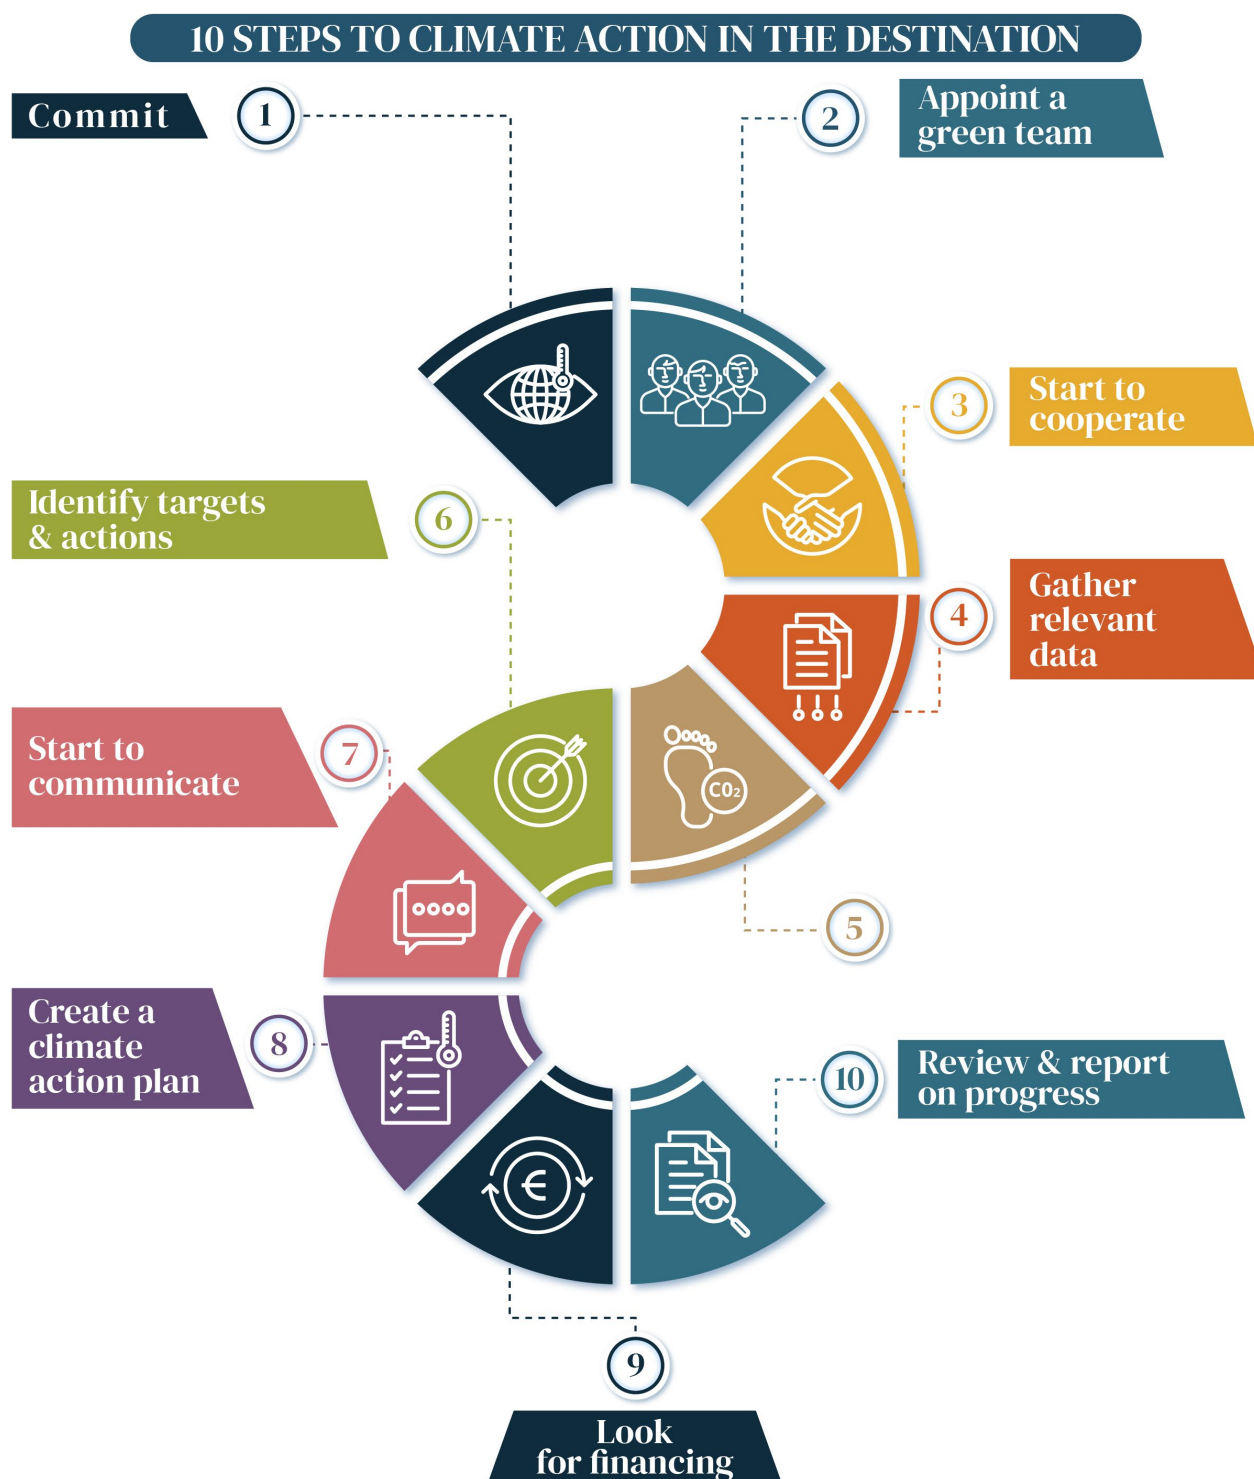 10 STEPS TO CLIMATE ACTION IN THE DESTINATION
Commit
1
2
Appoint a
green team
3
Start to
cooperate
Identify targets
& actions
6
4
Gather
relevant
data
Start to
communicate
7
CO₂
5
Create a
climate
action plan
8
10
Review & report
on progress
€
9
Look
for financing